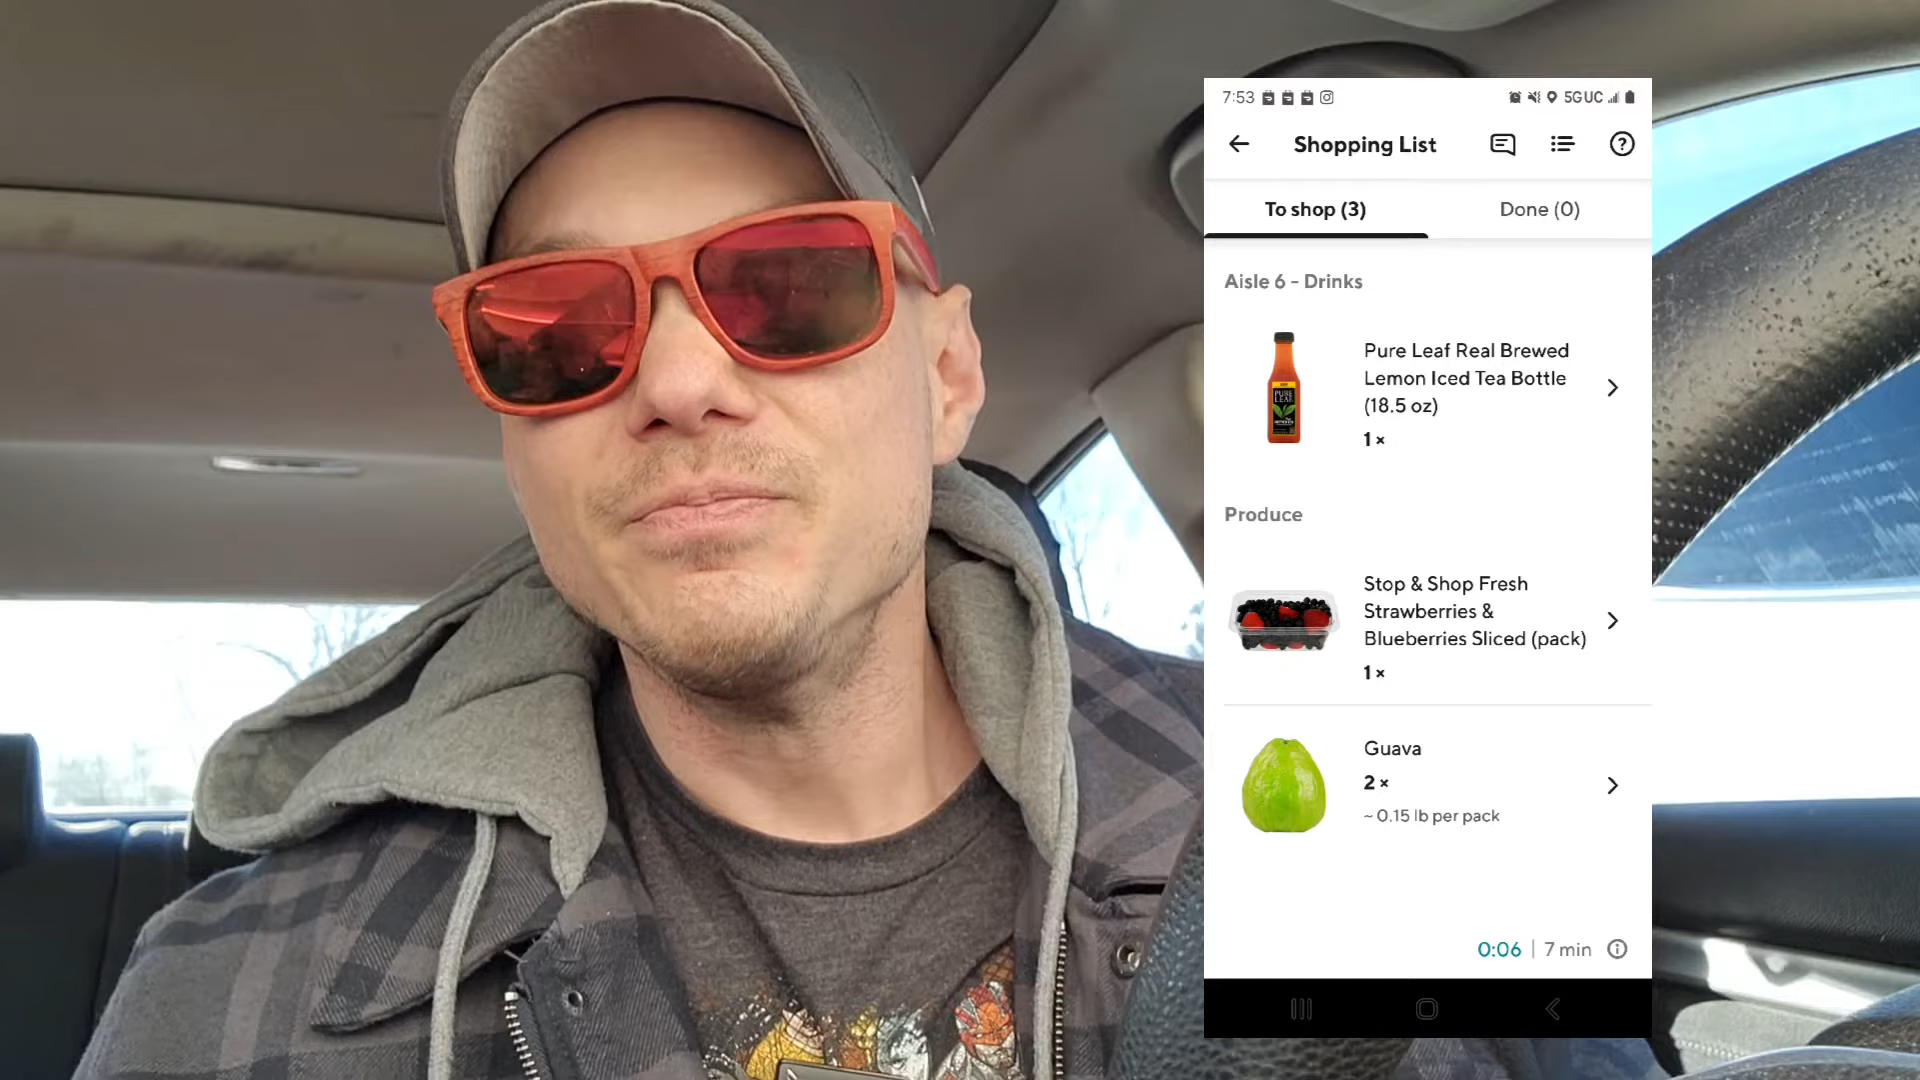 7:53 5GUC
Shopping List
To shop (3) Done (0)
Aisle 6 - Drinks
Pure Leaf Real Brewed
Lemon Iced Tea Bottle
(18.5 oz)
1 ×
PURE
LEAF
Produce
Stop & Shop Fresh
Strawberries &
Blueberries Sliced (pack)
1 ×
Guava
2 ×
~ 0.15 lb per pack
0:06 | 7 min